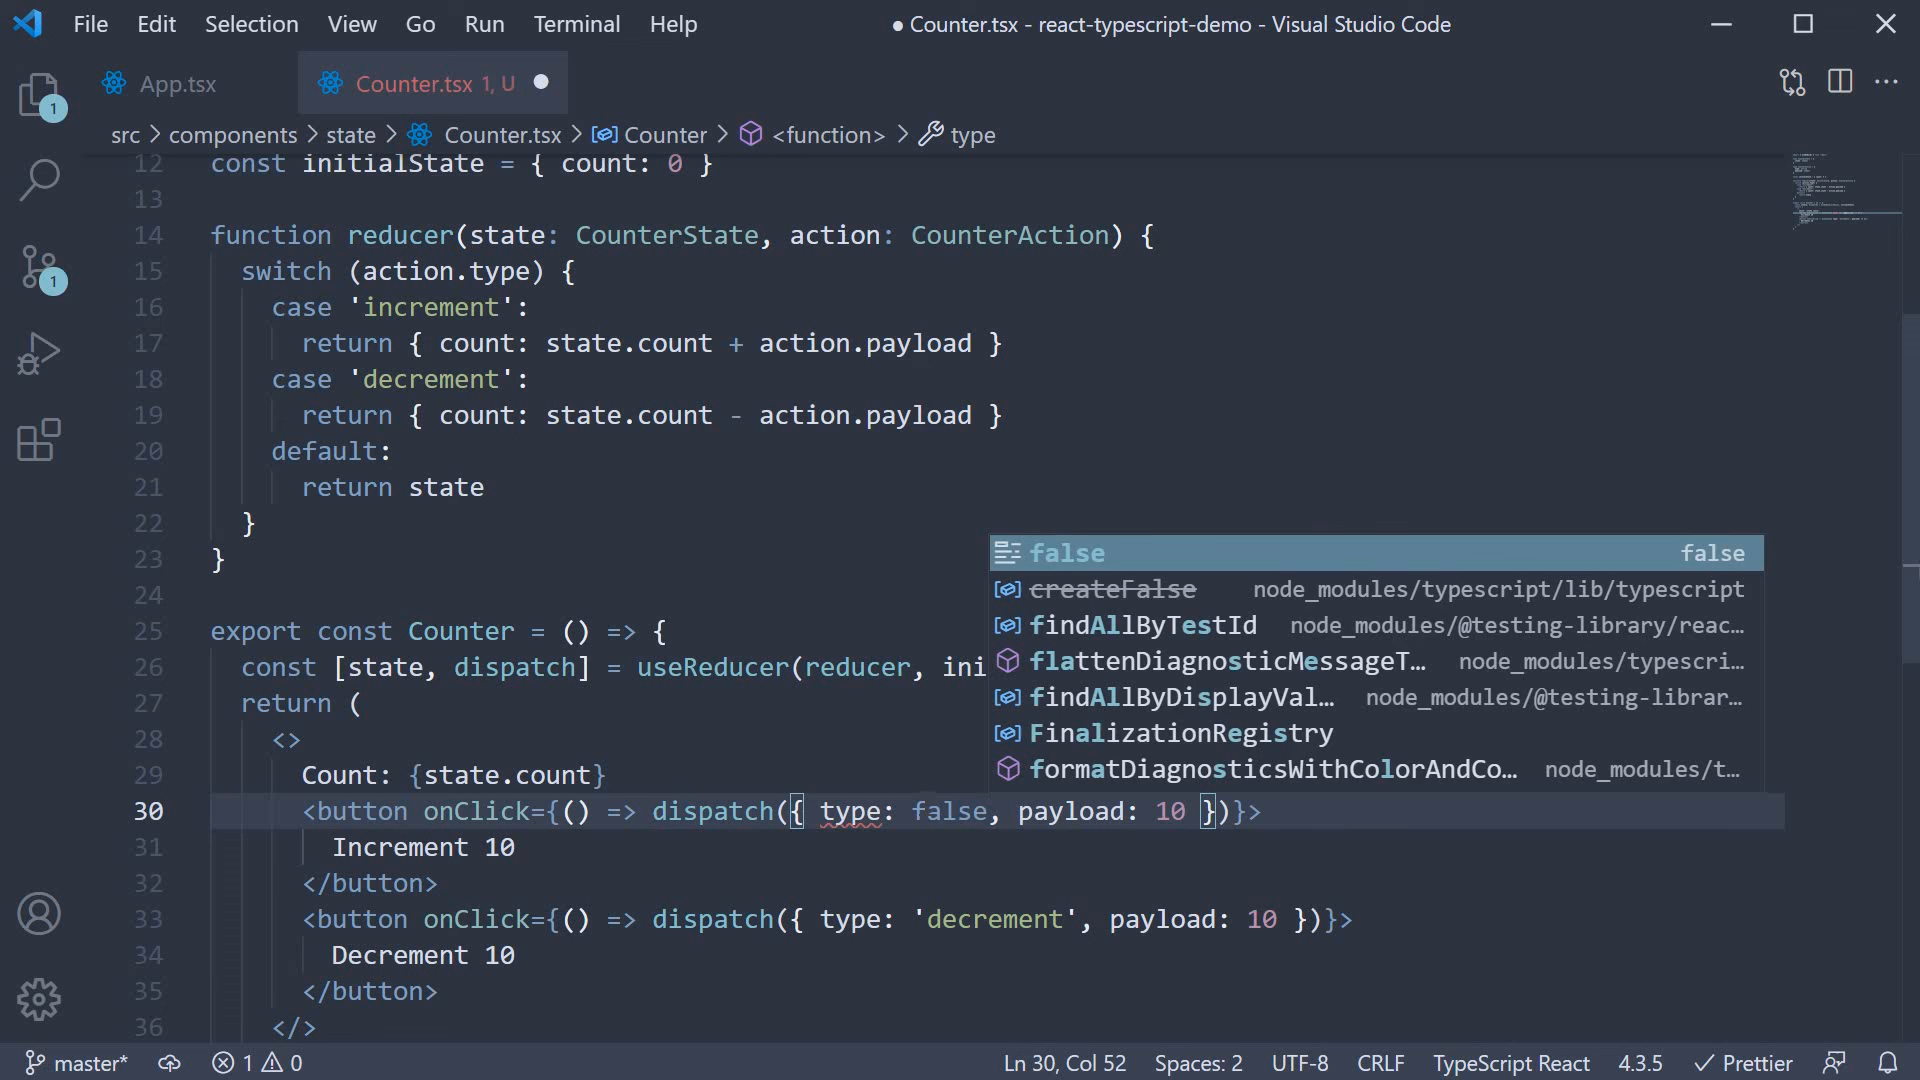 File Edit Selection View Go Run Terminal Help ● Counter.tsx - react-typescript-demo - Visual Studio Code
App.tsx Counter.tsx 1, U
src > components > state > Counter.tsx > Counter > <function> > type
1
1
12 const initialState = { count: 0 }
13
14 function reducer(state: CounterState, action: CounterAction) {
15 switch (action.type) {
16 case 'increment':
17 return { count: state.count + action.payload }
18 case 'decrement':
19 return { count: state.count - action.payload }
20 default:
21 return state
22 }
23 }
24
25 export const Counter = () => {
26 const [state, dispatch] = useReducer(reducer, ini
27 return (
28 <>
29 Count: {state.count}
30 <button onClick={() => dispatch({ type: false, payload: 10 })}>
31 Increment 10
32 </button>
33 <button onClick={() => dispatch({ type: 'decrement', payload: 10 })}>
34 Decrement 10
35 </button>
36 </>
false false
createFalse node_modules/typescript/lib/typescript
findAllByTestId node_modules/@testing-library/reac…
flattenDiagnosticMessageT… node_modules/typescri…
findAllByDisplayVal… node_modules/@testing-librar…
FinalizationRegistry
formatDiagnosticsWithColorAndCo… node_modules/t…
master* 1 0 Ln 30, Col 52 Spaces: 2 UTF-8 CRLF TypeScript React 4.3.5 Prettier